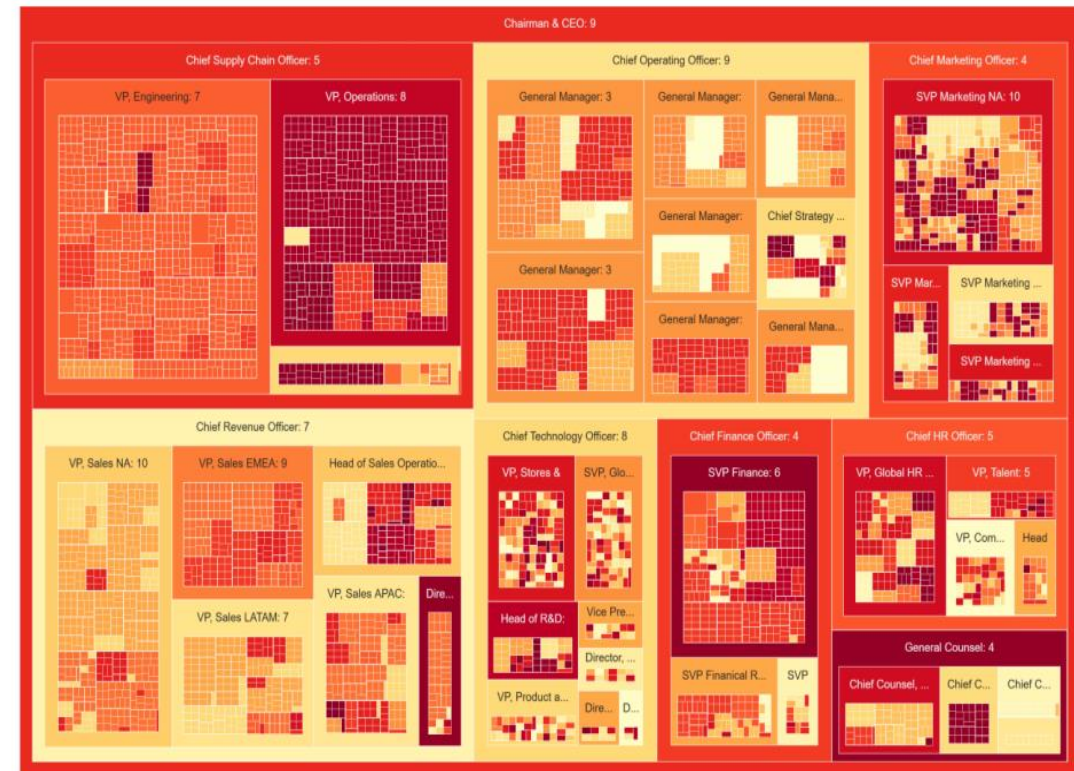 Chairman & CEO: 9
Chief Supply Chain Officer: 5
VP, Engineering: 7
VP, Operations: 8
Chief Operating Officer: 9
General Manager: 3
General Manager:
General Mana...
General Manager:
Chief Strategy ...
General Manager: 3
General Manager:
General Mana...
Chief Marketing Officer: 4
SVP Marketing NA: 10
SVP Mar...
SVP Marketing ...
SVP Marketing ...
Chief Revenue Officer: 7
VP, Sales NA: 10
VP, Sales EMEA: 9
Head of Sales Operatio...
VP, Sales LATAM: 7
VP, Sales APAC:
Dire...
Chief Technology Officer: 8
VP, Stores &
SVP, Glo...
Head of R&D:
Vice Pre...
Director, ...
VP, Product a...
Dire...
D...
Chief Finance Officer: 4
SVP Finance: 6
SVP Finanical R...
SVP
Chief HR Officer: 5
VP, Global HR ...
VP, Talent: 5
VP, Com...
Head
General Counsel: 4
Chief Counsel, ...
Chief C...
Chief C...